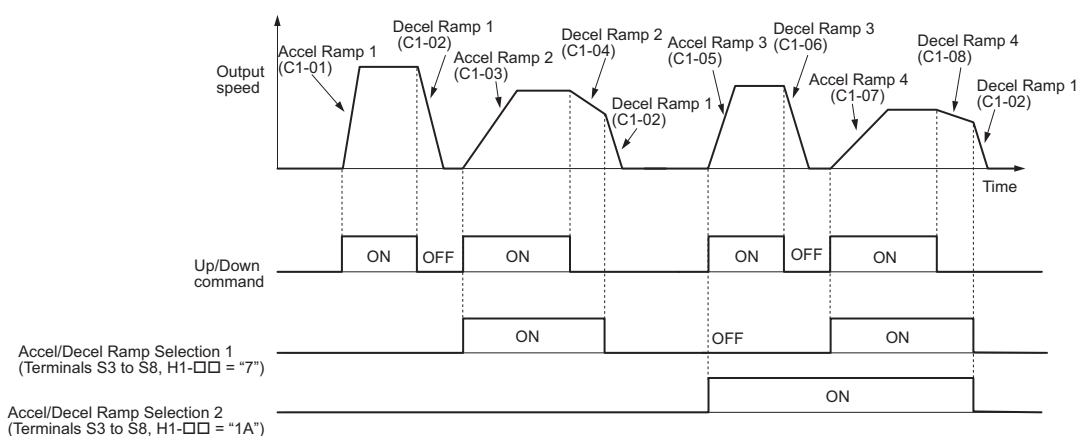 Decel Ramp 1
(C1-02)
Accel Ramp 1
(C1-01)
Accel Ramp 2
(C1-03)
Decel Ramp 2
(C1-04)
Decel Ramp 1
(C1-02)
Accel Ramp 3
(C1-05)
Decel Ramp 3
(C1-06)
Accel Ramp 4
(C1-07)
Decel Ramp 4
(C1-08)
Decel Ramp 1
(C1-02)
Output
speed
Time
Up/Down
command
ON
OFF
ON
ON
OFF
ON
Accel/Decel Ramp Selection 1
(Terminals S3 to S8, H1-□□ = “7”)
ON
OFF
ON
Accel/Decel Ramp Selection 2
(Terminals S3 to S8, H1-□□ = “1A”)
ON